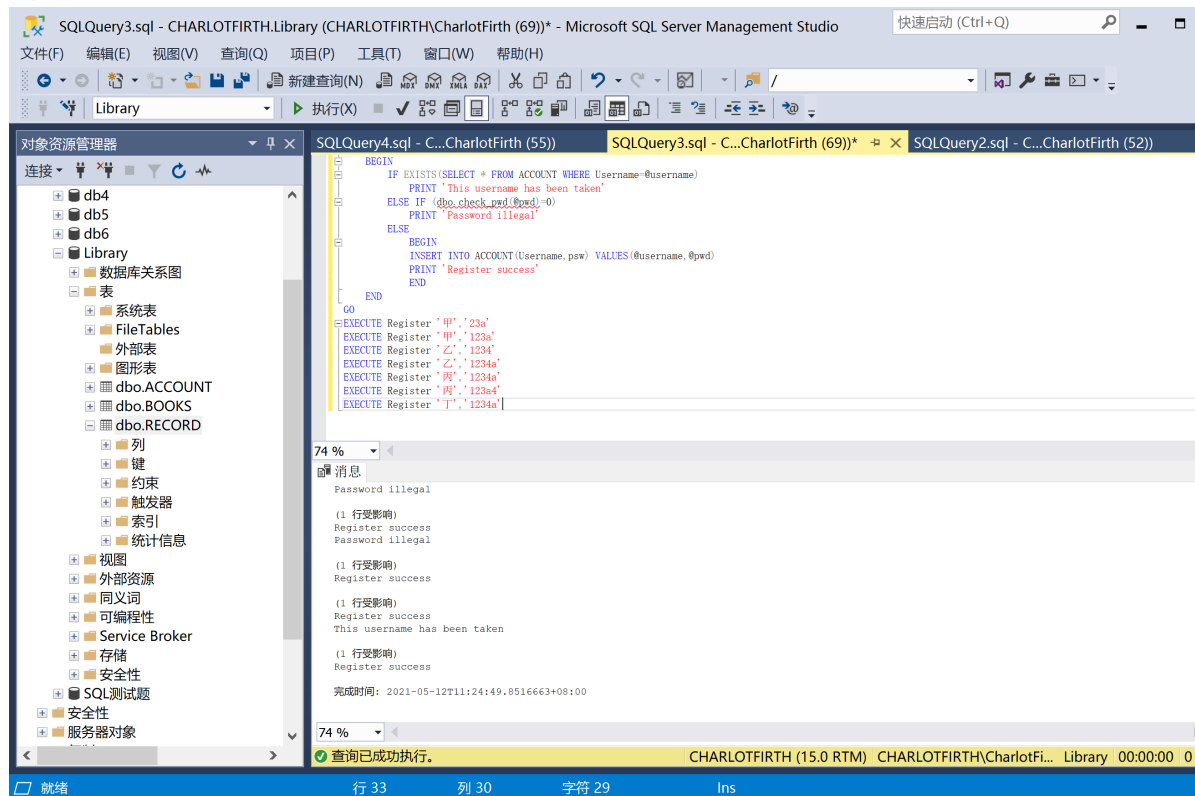 SQLQuery3.sql - CHARLOTFIRTH.Library (CHARLOTFIRTH\CharlotFirth (69))* - Microsoft SQL Server Management Studio
快速启动 (Ctrl+Q)
文件(F) 编辑(E) 视图(V) 查询(Q) 项目(P) 工具(T) 窗口(W) 帮助(H)
新建查询(N) MDX DMX XMLA DAX /
Library 执行(X)
对象资源管理器
连接
db4
db5
db6
Library
数据库关系图
表
系统表
FileTables
外部表
图形表
dbo.ACCOUNT
dbo.BOOKS
dbo.RECORD
列
键
约束
触发器
索引
统计信息
视图
外部资源
同义词
可编程性
Service Broker
存储
安全性
SQL测试题
安全性
服务器对象
SQLQuery4.sql - C...CharlotFirth (55))
SQLQuery3.sql - C...CharlotFirth (69))*
SQLQuery2.sql - C...CharlotFirth (52))
BEGIN
IF EXISTS(SELECT * FROM ACCOUNT WHERE Username=@username)
PRINT 'This username has been taken'
ELSE IF (dbo.check_pwd(@pwd)=0)
PRINT 'Password illegal'
ELSE
BEGIN
INSERT INTO ACCOUNT(Username,psw) VALUES(@username,@pwd)
PRINT 'Register success'
END
END
GO
EXECUTE Register '甲','23a'
EXECUTE Register '甲','123a'
EXECUTE Register '乙','1234'
EXECUTE Register '乙','1234a'
EXECUTE Register '丙','1234a'
EXECUTE Register '丙','123a4'
EXECUTE Register '丁','1234a'
74 %
消息
Password illegal
(1 行受影响)
Register success
Password illegal
(1 行受影响)
Register success
(1 行受影响)
Register success
This username has been taken
(1 行受影响)
Register success
完成时间: 2021-05-12T11:24:49.8516663+08:00
74 %
查询已成功执行。 CHARLOTFIRTH (15.0 RTM) CHARLOTFIRTH\CharlotFi... Library 00:00:00 0
就绪 行 33 列 30 字符 29 Ins